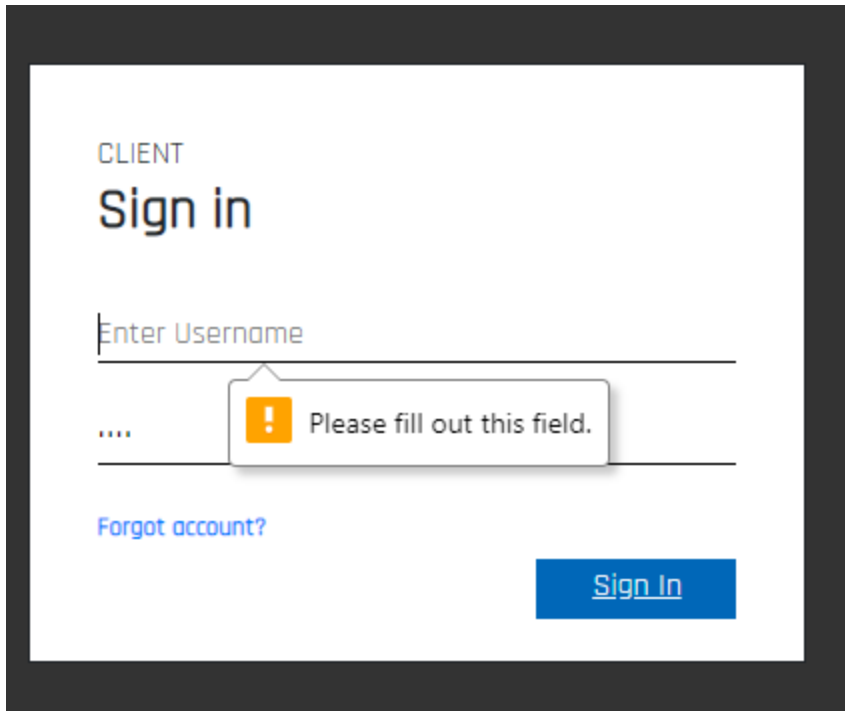 CLIENT
Sign in
Enter Username
Please fill out this field.
....
Forgot account?
Sign In